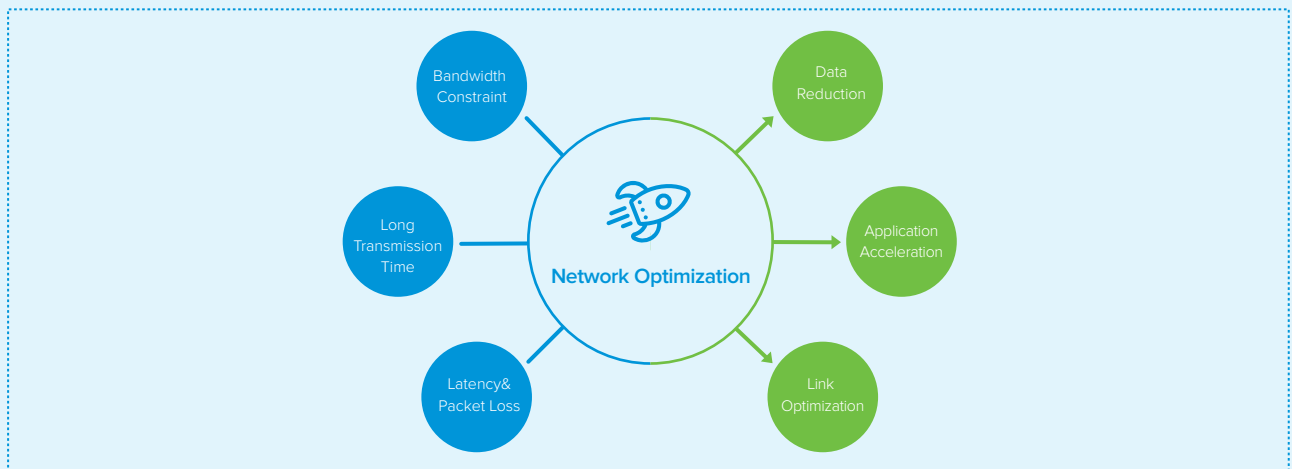 Bandwidth
Constraint
Data
Reduction
Long
Transmission
Time
Network Optimization
Application
Acceleration
Latency&
Packet Loss
Link
Optimization